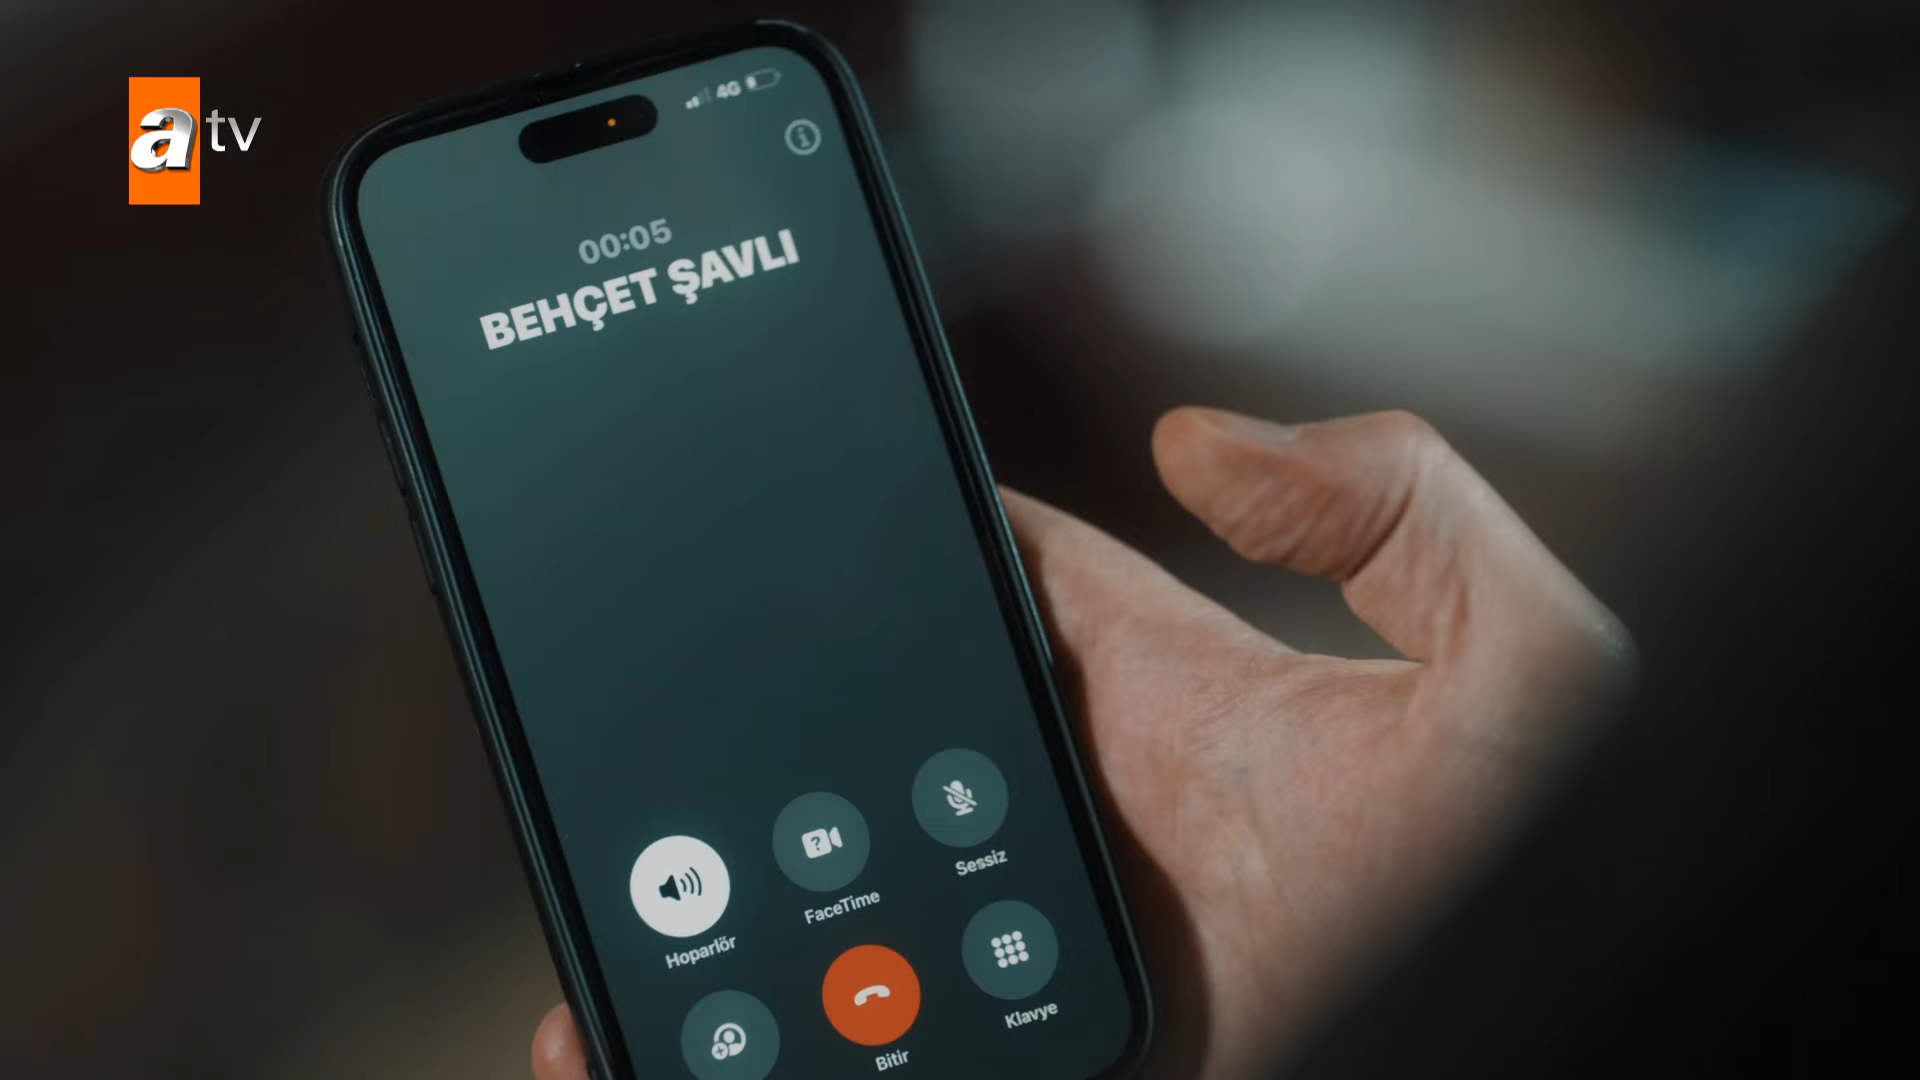 atv
4G
00:05
BEHÇET ŞAVLI
Hoparlör
FaceTime
Sessiz
Bitir
Klavye